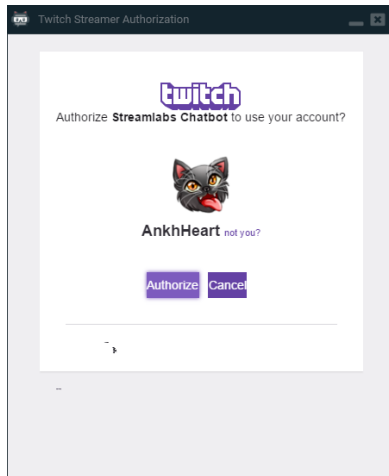 Twitch Streamer Authorization
twitch
Authorize Streamlabs Chatbot to use your account?
AnkhHeart not you?
Authorize Cancel